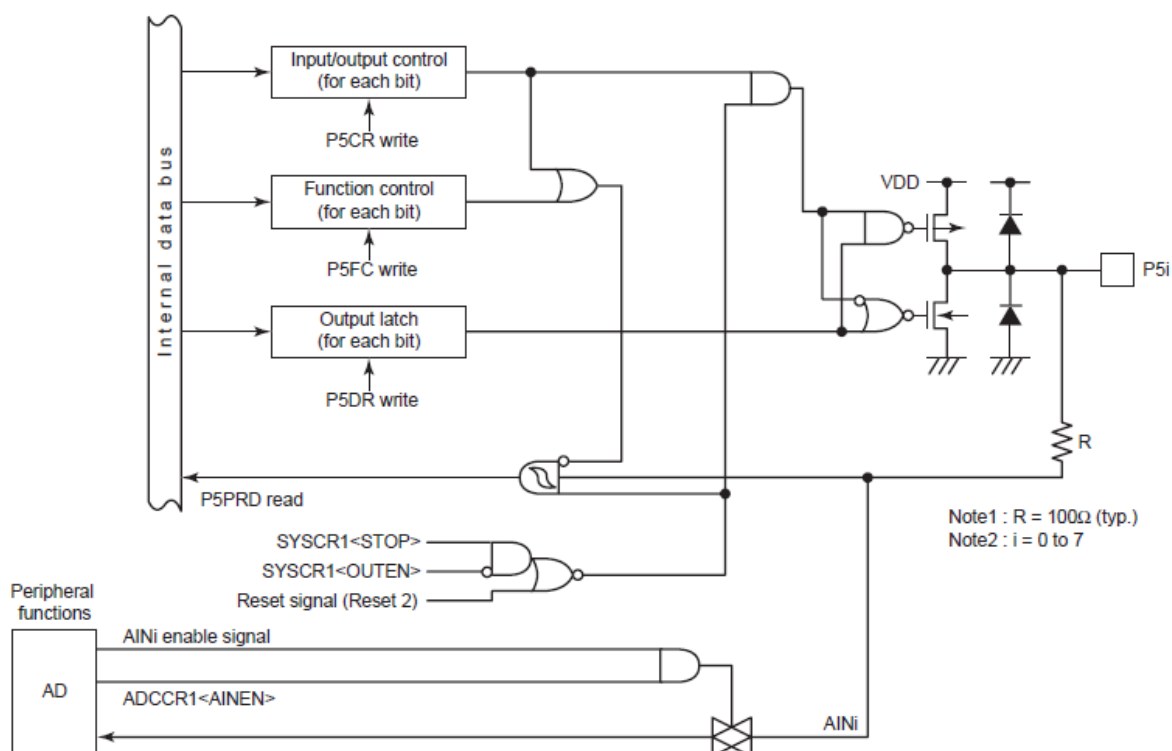 Internal data bus
Input/output control
(for each bit)
P5CR write
Function control
(for each bit)
P5FC write
Output latch
(for each bit)
P5DR write
VDD
P5i
R
P5PRD read
Note1 : R = 100Ω (typ.)
Note2 : i = 0 to 7
SYSCR1<STOP>
SYSCR1<OUTEN>
Reset signal (Reset 2)
Peripheral
functions
AD
AINi enable signal
ADCCR1<AINEN>
AINi